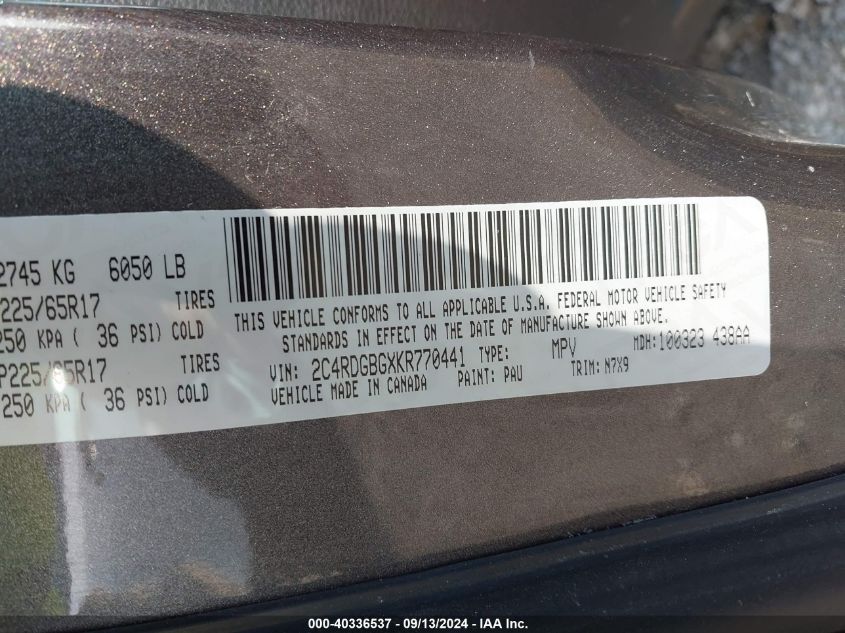 2745 KG 6050 LB
225/65R17 TIRES
250 KPA ( 36 PSI) COLD
P225/65R17 TIRES
250 KPA ( 36 PSI) COLD
THIS VEHICLE CONFORMS TO ALL APPLICABLE U.S.A. FEDERAL MOTOR VEHICLE SAFETY
STANDARDS IN EFFECT ON THE DATE OF MANUFACTURE SHOWN ABOVE.
VIN: 2C4RDGBGXKR770441 TYPE: MPV MDH: 100323 438AA
VEHICLE MADE IN CANADA PAINT: PAU TRIM: N7X9
000-40336537 - 09/13/2024 - IAA Inc.